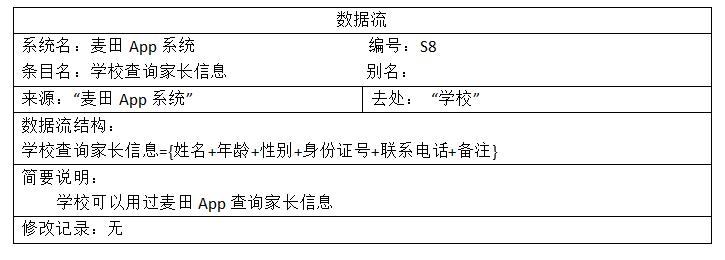 数据流
系统名：麦田 App 系统 编号：S8
条目名：学校查询家长信息 别名：
来源：“麦田 App 系统” 去处： “学校”
数据流结构：
学校查询家长信息={姓名+年龄+性别+身份证号+联系电话+备注}
简要说明：
学校可以用过麦田 App 查询家长信息
修改记录：无